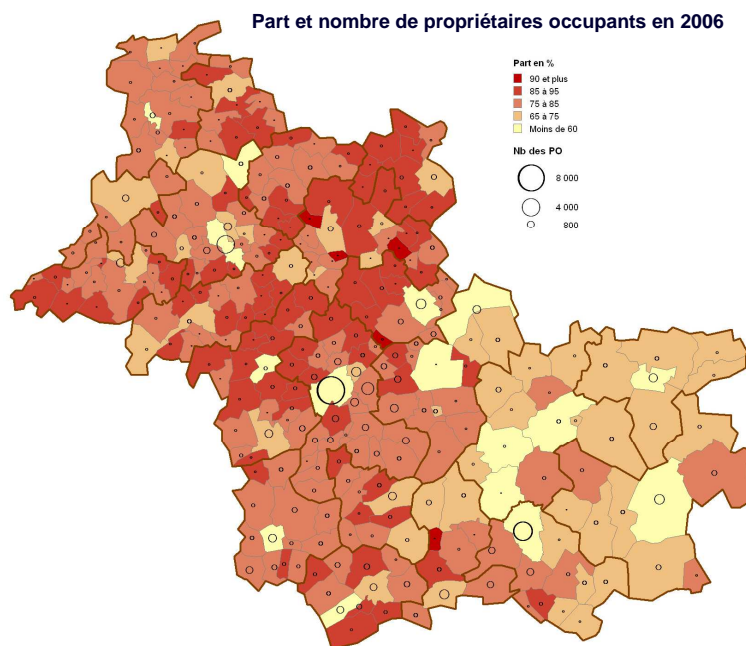 Part et nombre de propriétaires occupants en 2006
Part en %
90 et plus
85 à 95
75 à 85
65 à 75
Moins de 60
Nb des PO
8 000
4 000
800